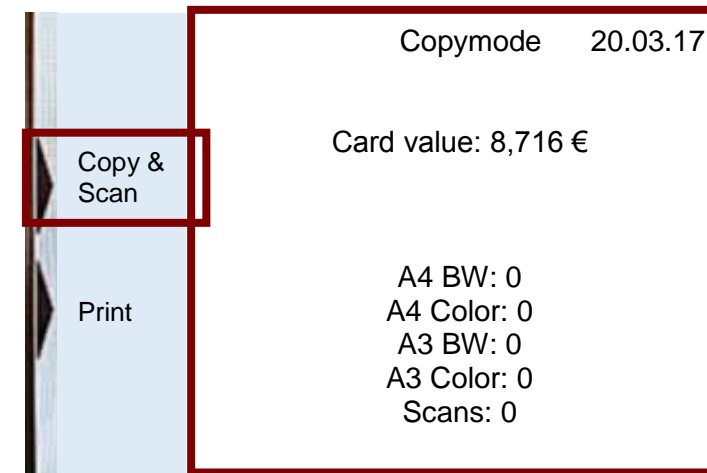 Copymode 20.03.17
Card value: 8,716 €
Copy &
Scan
Print
A4 BW: 0
A4 Color: 0
A3 BW: 0
A3 Color: 0
Scans: 0